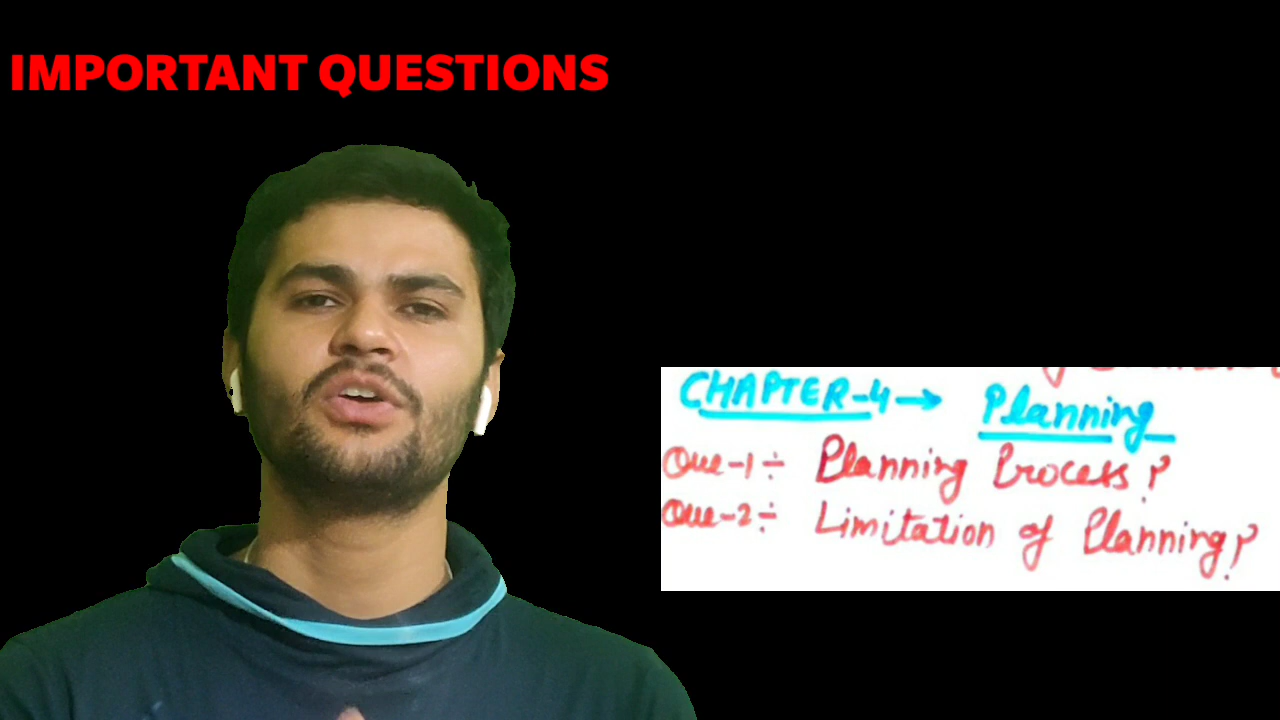 IMPORTANT QUESTIONS
CHAPTER-4→ Planning
Que-1÷ Planning Process?
Que-2÷ Limitation of Planning?